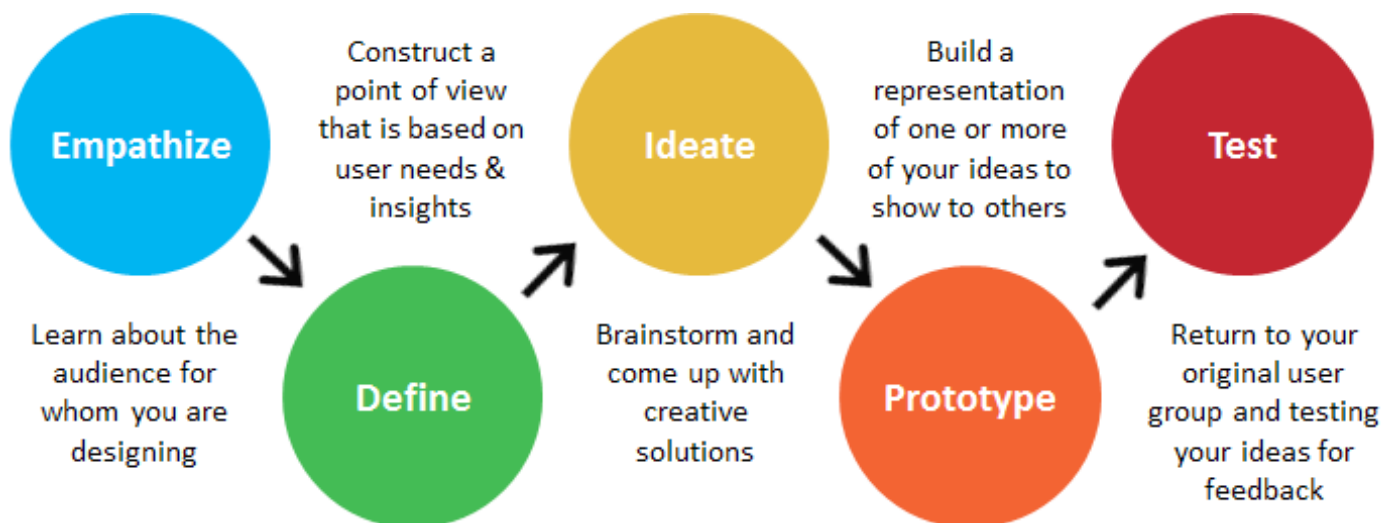 Empathize
Learn about the
audience for
whom you are
designing
Construct a
point of view
that is based on
user needs &
insights
Define
Ideate
Brainstorm and
come up with
creative
solutions
Build a
representation
of one or more
of your ideas to
show to others
Prototype
Test
Return to your
original user
group and testing
your ideas for
feedback